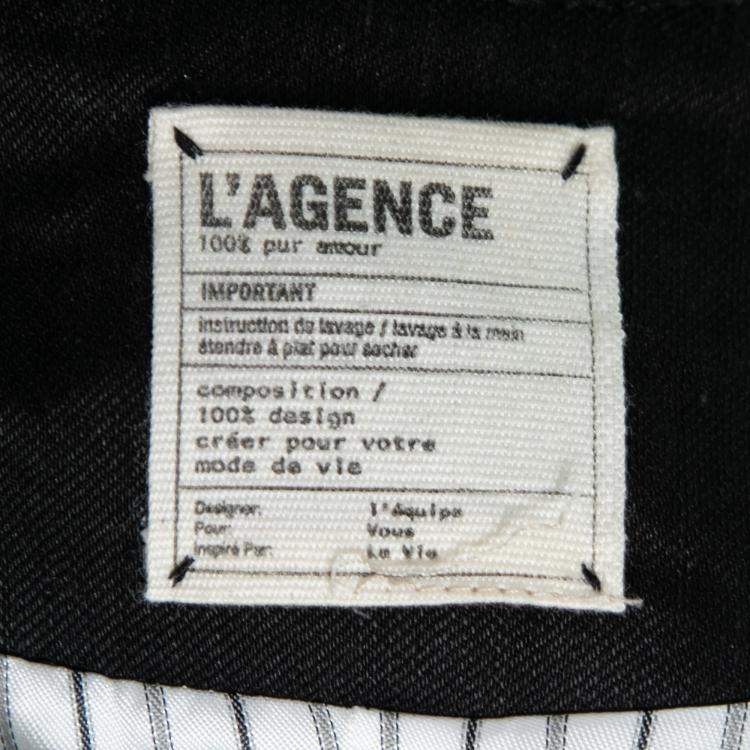 L'AGENCE
100% pur amour
IMPORTANT
instruction de lavage / lavage à la main
étendre à plat pour sécher
composition /
100% design
créer pour votre
mode de vie
Designer: l'équipe
Pour: Vous
Inspiré Par: La Vie